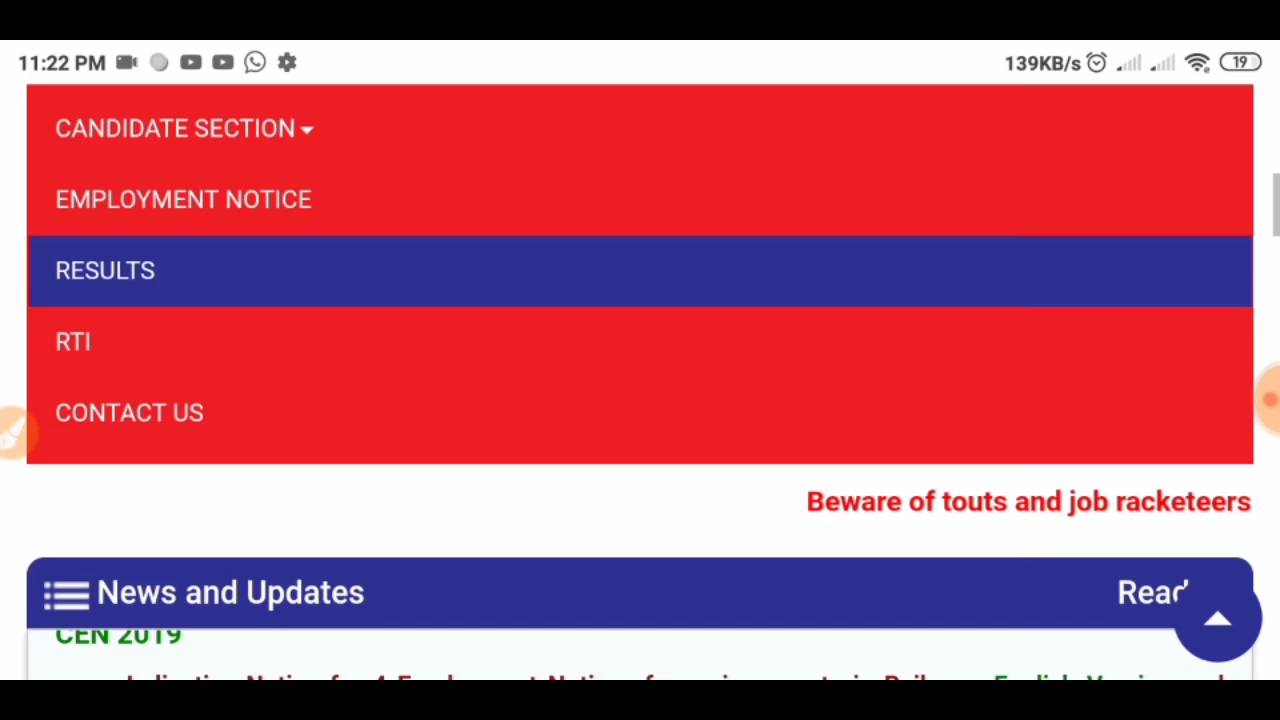 11:22 PM 139KB/s 19
CANDIDATE SECTION
EMPLOYMENT NOTICE
RESULTS
RTI
CONTACT US
Beware of touts and job racketeers
News and Updates
CEN 2019